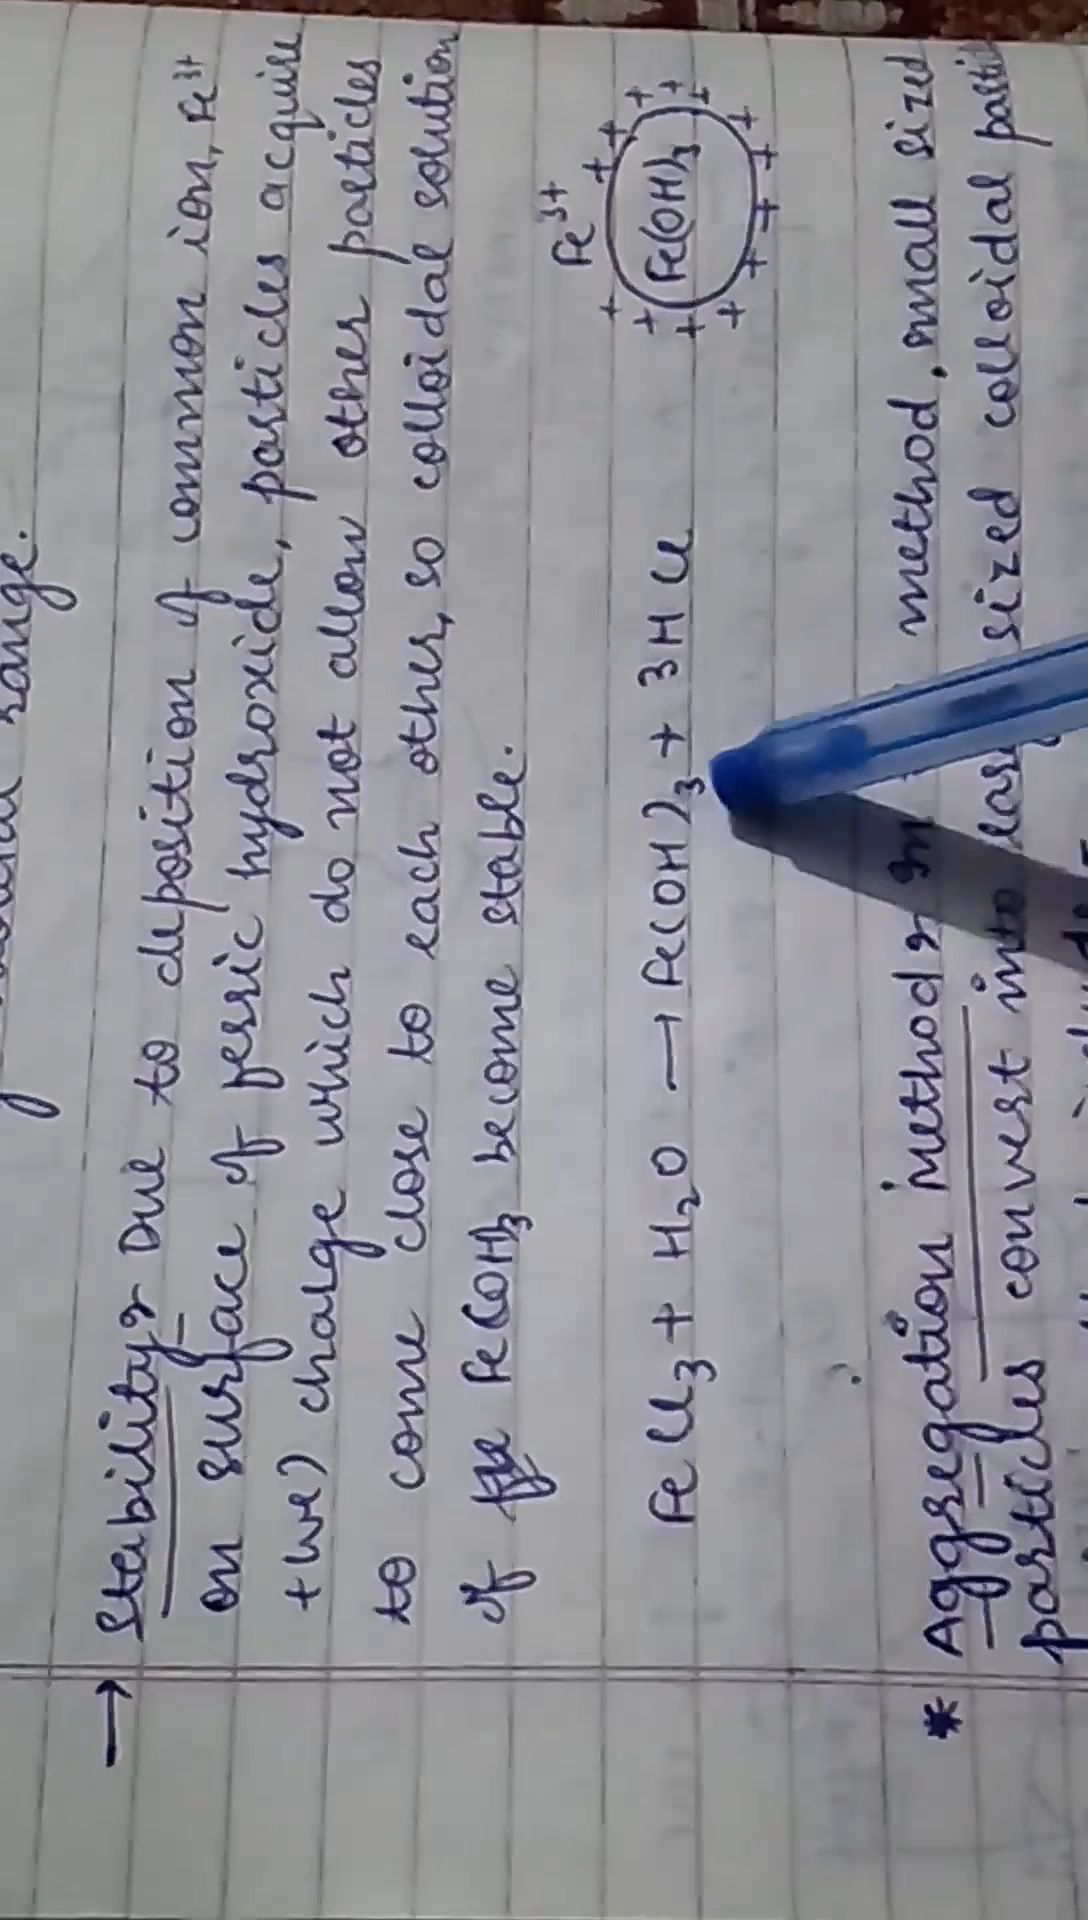 range.
→ Stability:- Due to deposition of common ion, Fe³⁺
on surface of ferric hydroxide, particles acquire
+ve) charge which do not allow other particles
to come close to each other, so colloidal solution
of Fe(OH)₃ become stable.
Fe³⁺
Fe(OH)₃
FeCl₃ + H₂O → Fe(OH)₃ + 3HCl
* Aggregation method:- In method, small sized
particles convert into sized colloidal